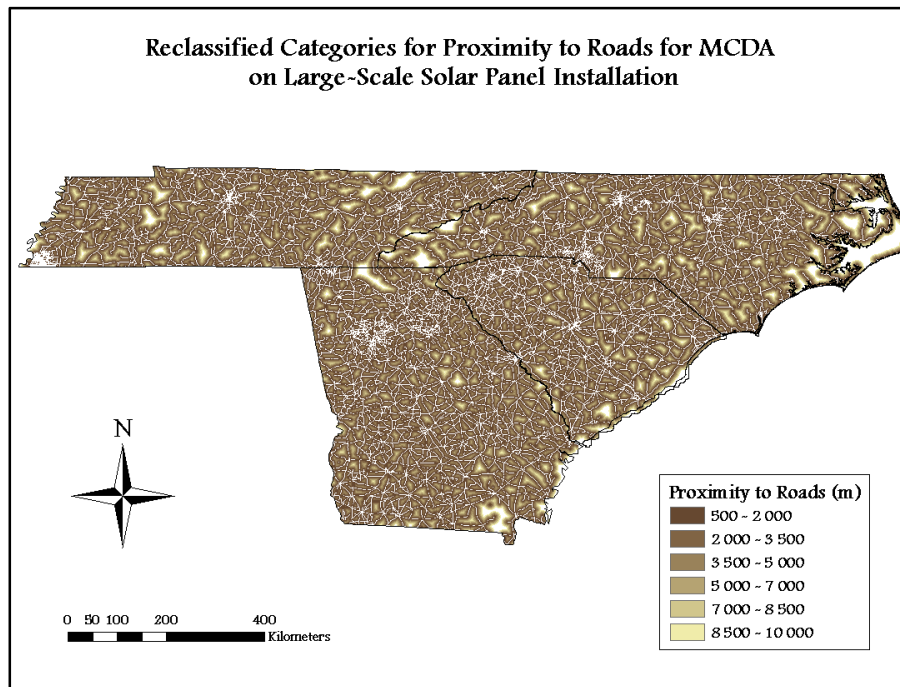 Reclassified Categories for Proximity to Roads for MCDA
on Large-Scale Solar Panel Installation
N
Proximity to Roads (m)
500 - 2 000
2 000 - 3 500
3 500 - 5 000
5 000 - 7 000
7 000 - 8 500
8 500 - 10 000
0 50 100 200 400
Kilometers